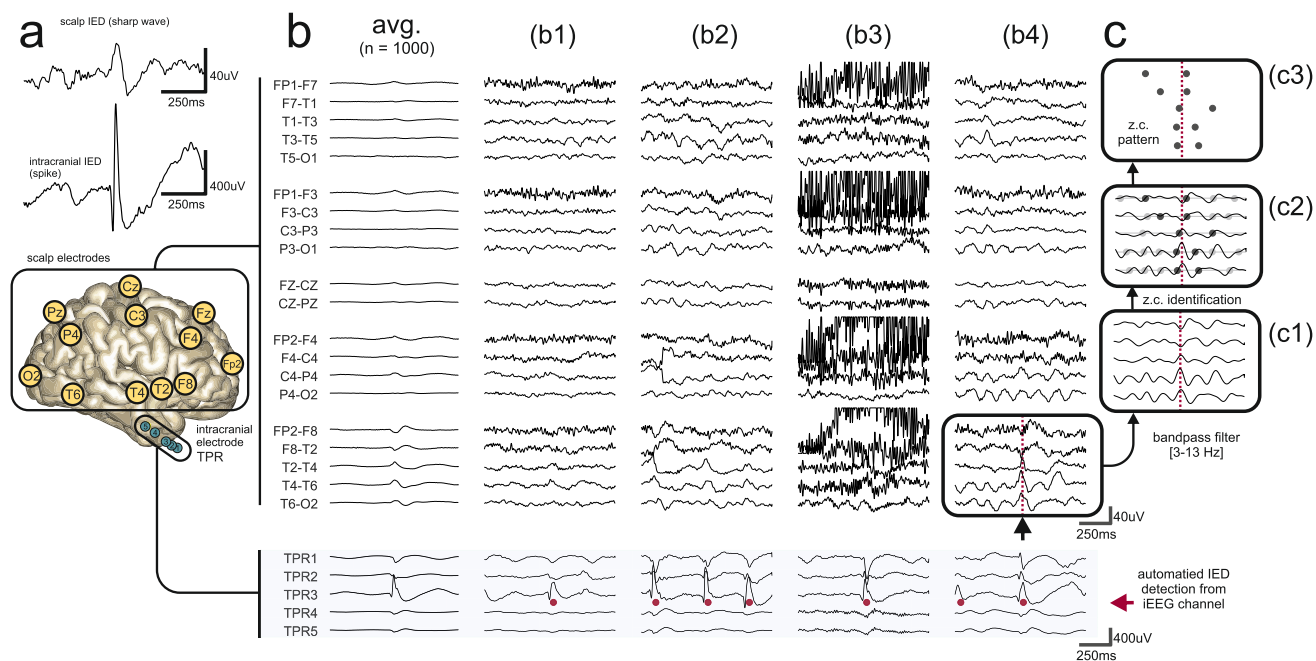 a
scalp IED (sharp wave)
40uV
250ms
intracranial IED
(spike)
400uV
250ms
scalp electrodes
Cz
Pz
C3
Fz
P4
F4
Fp2
O2
T6
T4
T2
F8
5
4
3
2
1
intracranial
electrode
TPR
b
avg.
(n = 1000)
(b1)
(b2)
(b3)
(b4)
FP1-F7
F7-T1
T1-T3
T3-T5
T5-O1
FP1-F3
F3-C3
C3-P3
P3-O1
FZ-CZ
CZ-PZ
FP2-F4
F4-C4
C4-P4
P4-O2
FP2-F8
F8-T2
T2-T4
T4-T6
T6-O2
40uV
250ms
TPR1
TPR2
TPR3
TPR4
TPR5
automatied IED
detection from
iEEG channel
400uV
250ms
c
(c3)
z.c.
pattern
(c2)
z.c. identification
(c1)
bandpass filter
[3-13 Hz]